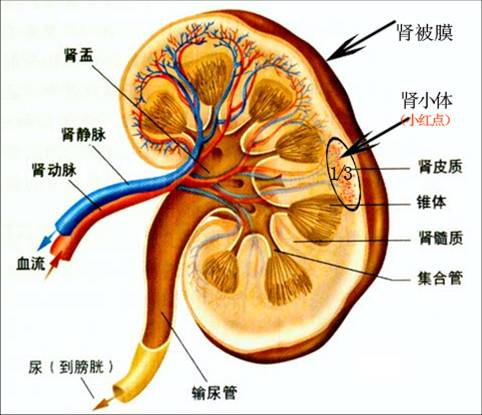 肾被膜
肾盂
肾小体
(小红点)
肾静脉
肾动脉
1/3
肾皮质
锥体
血流
肾髓质
集合管
尿(到膀胱)
输尿管